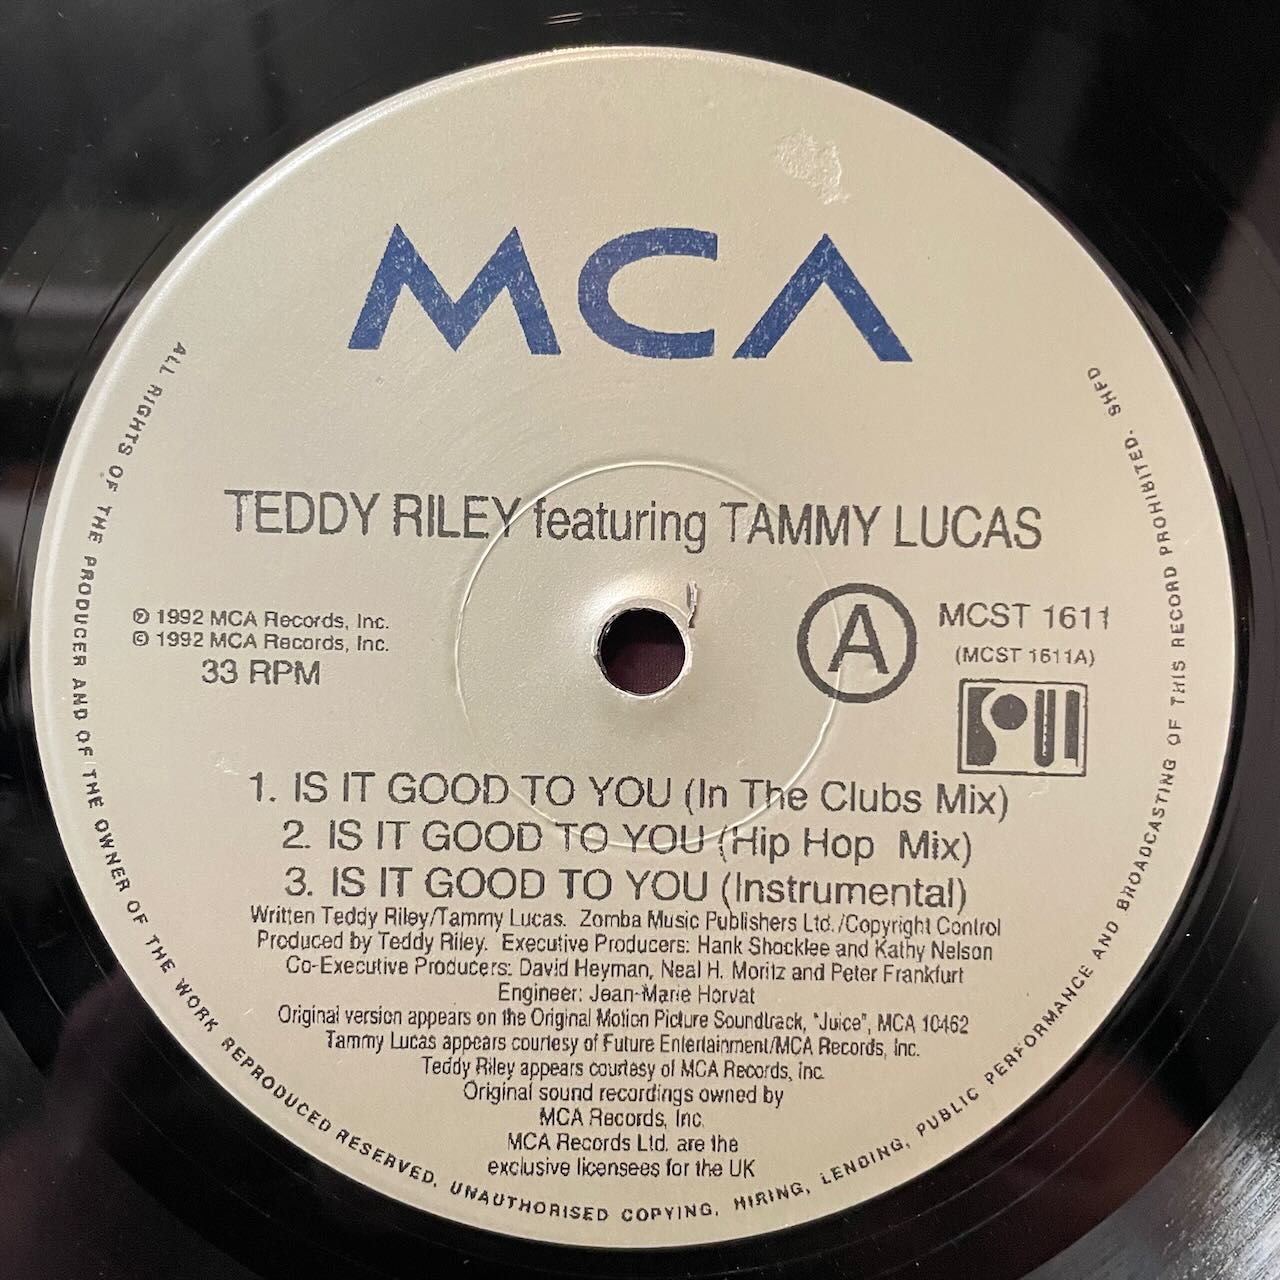 MCA
TEDDY RILEY featuring TAMMY LUCAS
℗ 1992 MCA Records, Inc.
© 1992 MCA Records, Inc.
33 RPM
A
MCST 1611
(MCST 1611A)
SOUL
1. IS IT GOOD TO YOU (In The Clubs Mix)
2. IS IT GOOD TO YOU (Hip Hop Mix)
3. IS IT GOOD TO YOU (Instrumental)
Written Teddy Riley/Tammy Lucas. Zomba Music Publishers Ltd./Copyright Control
Produced by Teddy Riley. Executive Producers: Hank Shocklee and Kathy Nelson
Co-Executive Producers: David Heyman, Neal H. Moritz and Peter Frankfurt
Engineer: Jean-Marie Horvat
Original version appears on the Original Motion Picture Soundtrack, "Juice", MCA 10462
Tammy Lucas appears courtesy of Future Entertainment/MCA Records, Inc.
Teddy Riley appears courtesy of MCA Records, Inc.
Original sound recordings owned by
MCA Records, Inc.
MCA Records Ltd. are the
exclusive licensees for the UK
ALL RIGHTS OF THE PRODUCER AND OF THE OWNER OF THE WORK REPRODUCED RESERVED. UNAUTHORISED COPYING, HIRING, LENDING, PUBLIC PERFORMANCE AND BROADCASTING OF THIS RECORD PROHIBITED. SHED